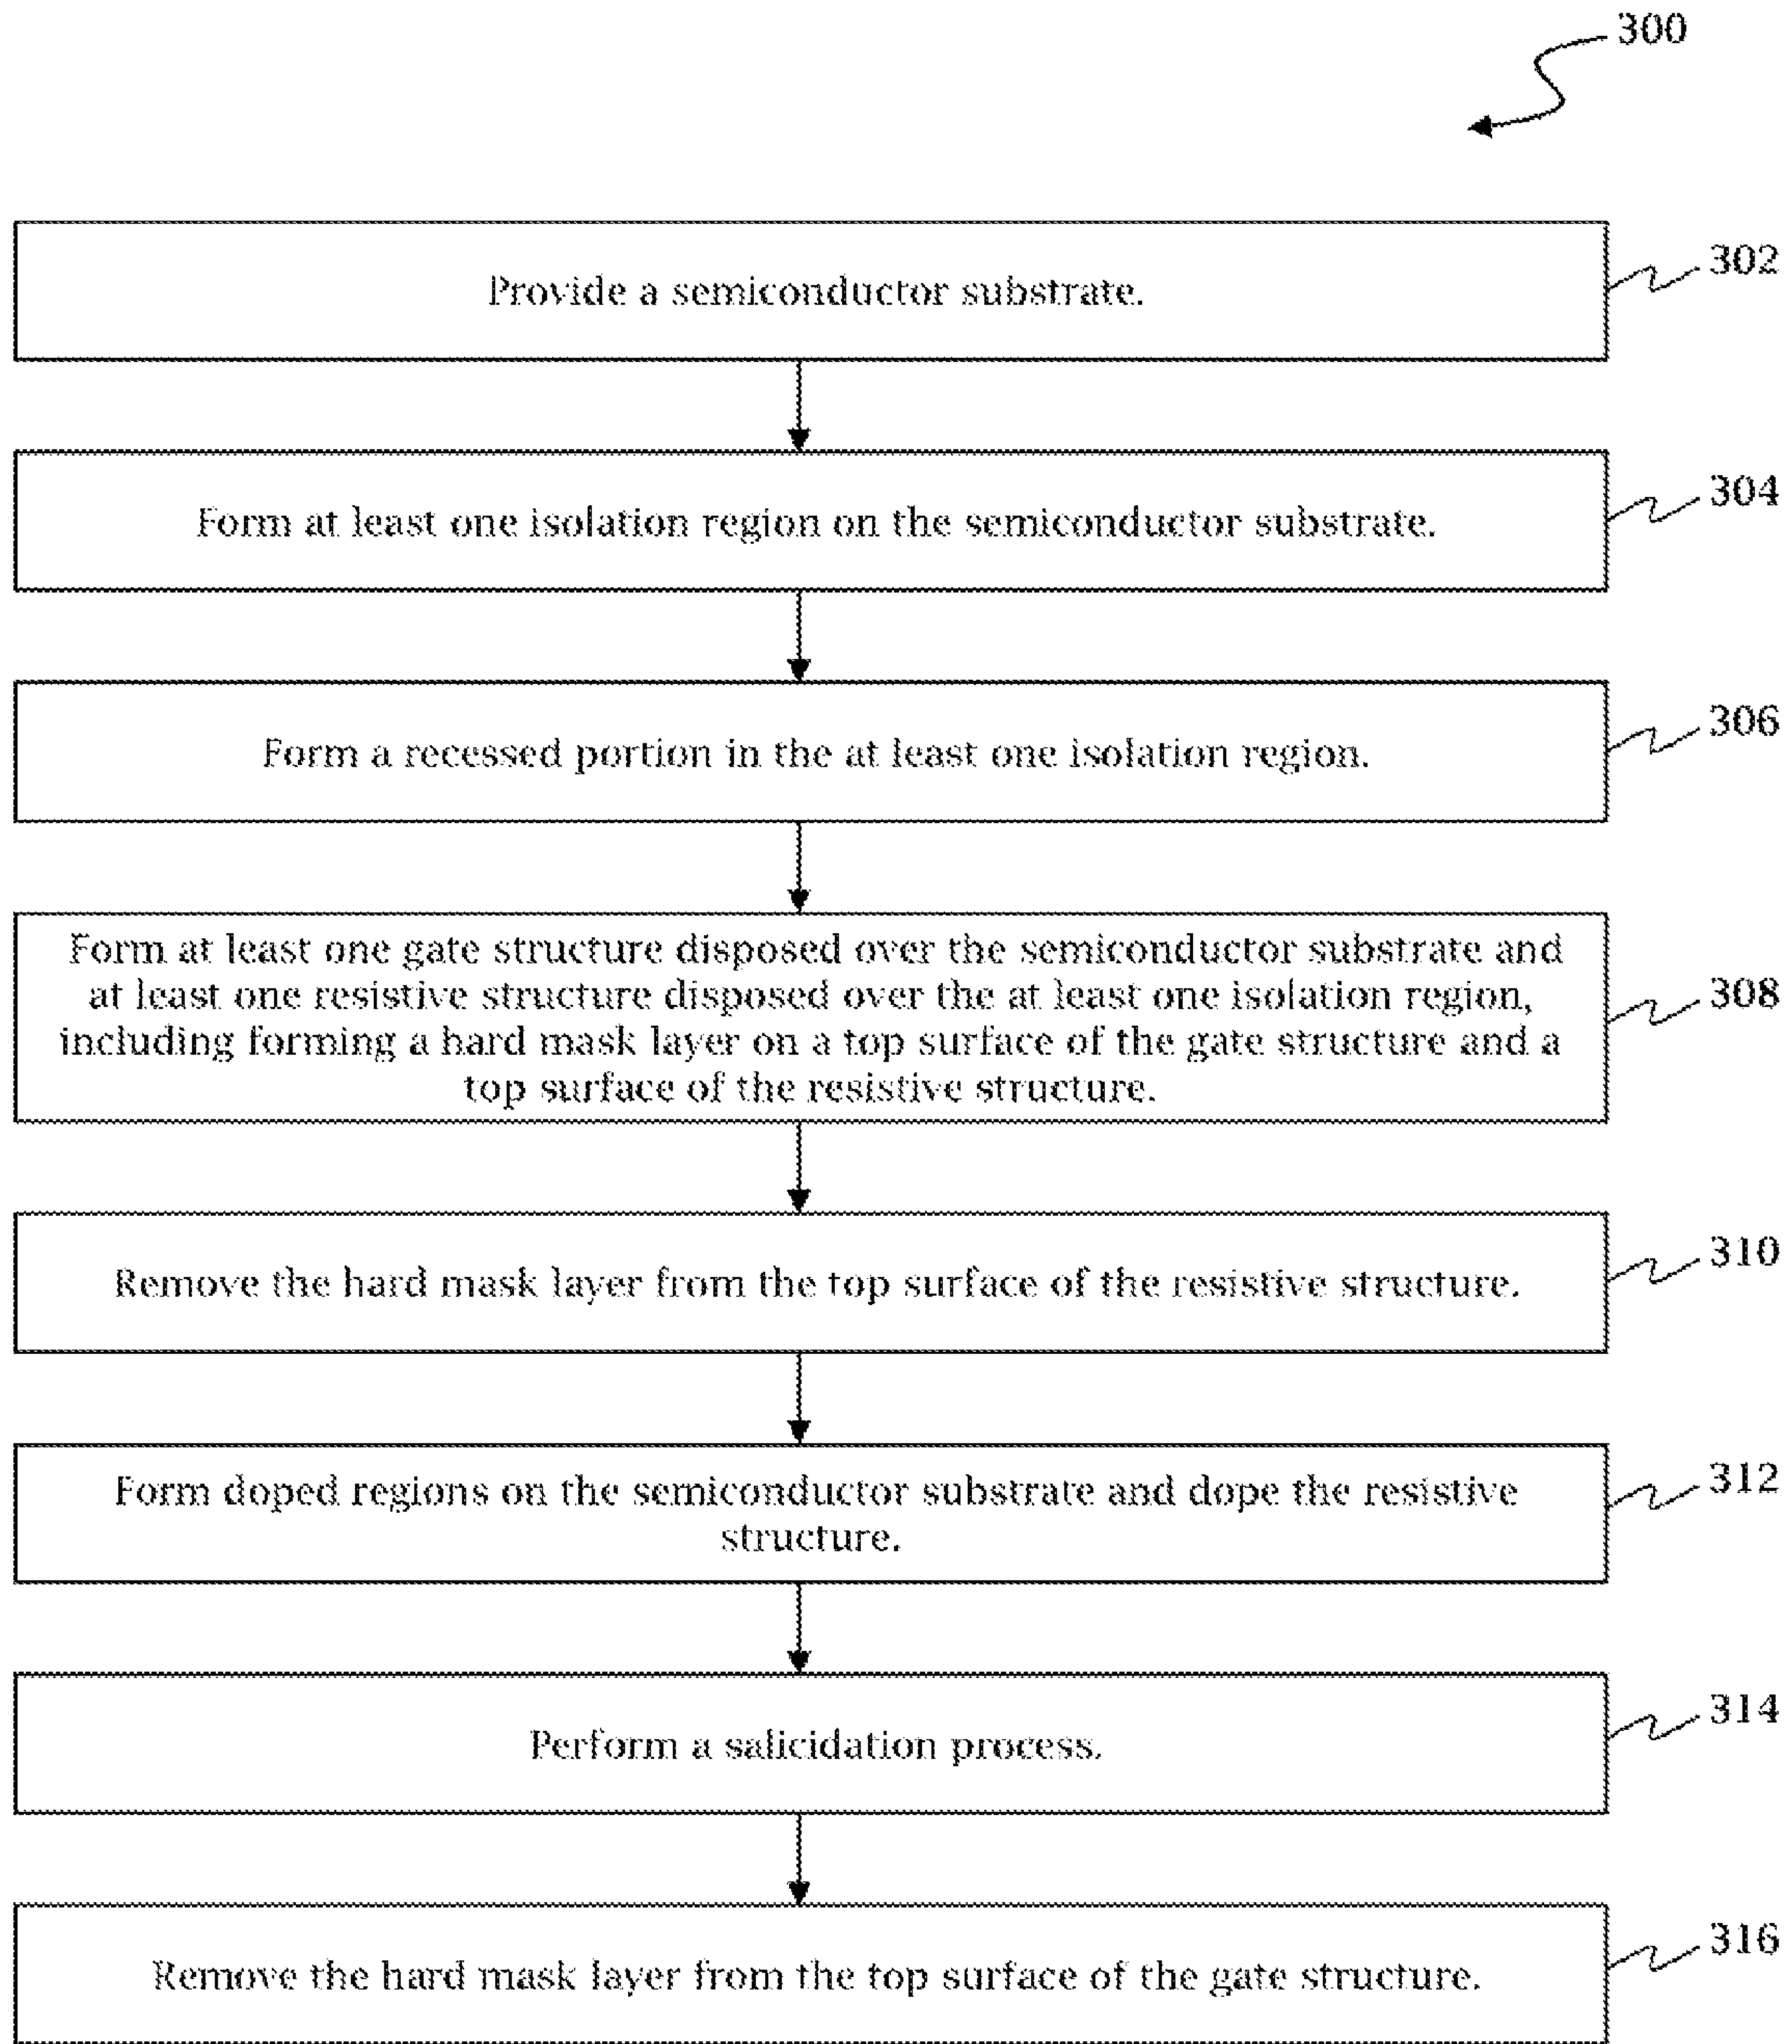 300
Provide a semiconductor substrate.
302
Form at least one isolation region on the semiconductor substrate.
304
Form a recessed portion in the at least one isolation region.
306
Form at least one gate structure disposed over the semiconductor substrate and
at least one resistive structure disposed over the at least one isolation region,
including forming a hard mask layer on a top surface of the gate structure and a
top surface of the resistive structure.
308
Remove the hard mask layer from the top surface of the resistive structure.
310
Form doped regions on the semiconductor substrate and dope the resistive
structure.
312
Perform a salicidation process.
314
Remove the hard mask layer from the top surface of the gate structure.
316